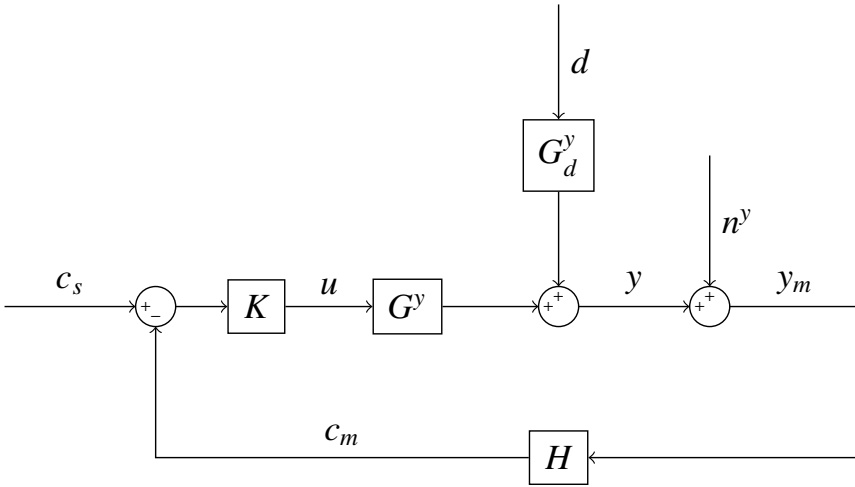 d
G_d^y
n^y
c_s
+
−
K
u
G^y
+
+
y
+
+
y_m
c_m
H